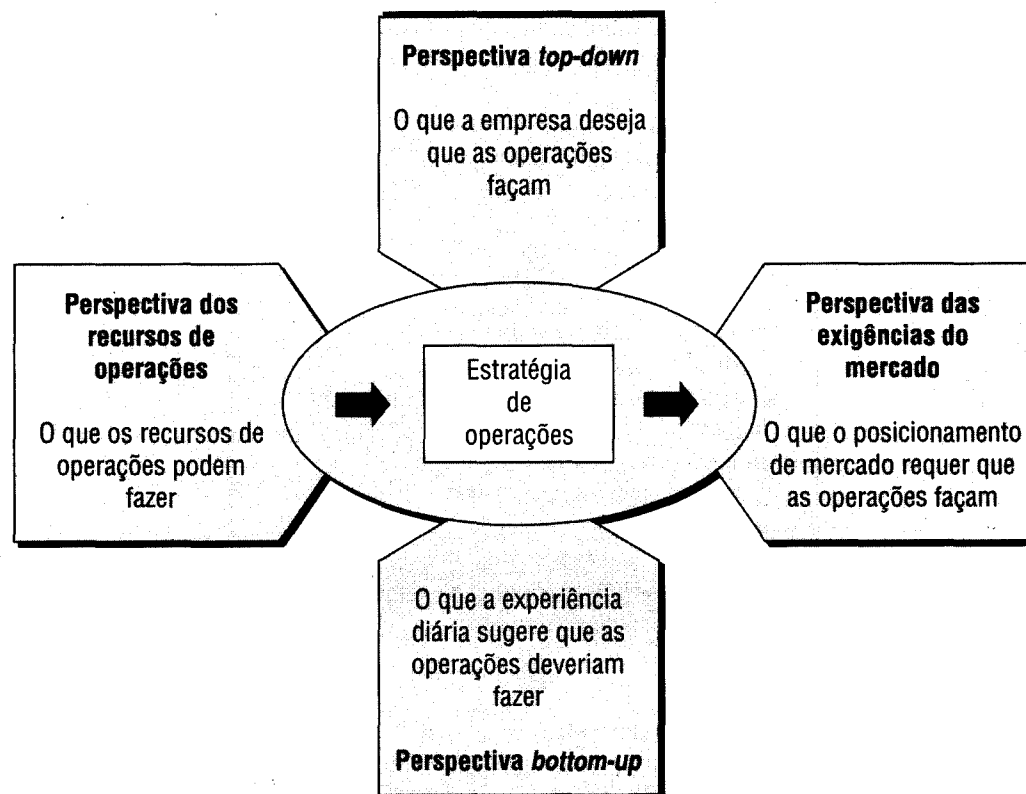 Perspectiva top-down
O que a empresa deseja
que as operações
façam
Perspectiva dos
recursos de
operações
O que os recursos de
operações podem
fazer
Estratégia
de
operações
Perspectiva das
exigências do
mercado
O que o posicionamento
de mercado requer que
as operações façam
O que a experiência
diária sugere que as
operações deveriam
fazer
Perspectiva bottom-up